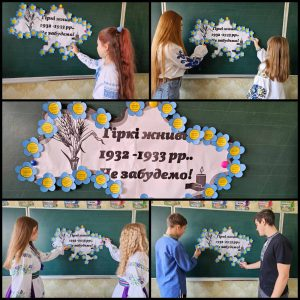 Гіркі жнива
1932 -1933 рр..
Не забудемо!